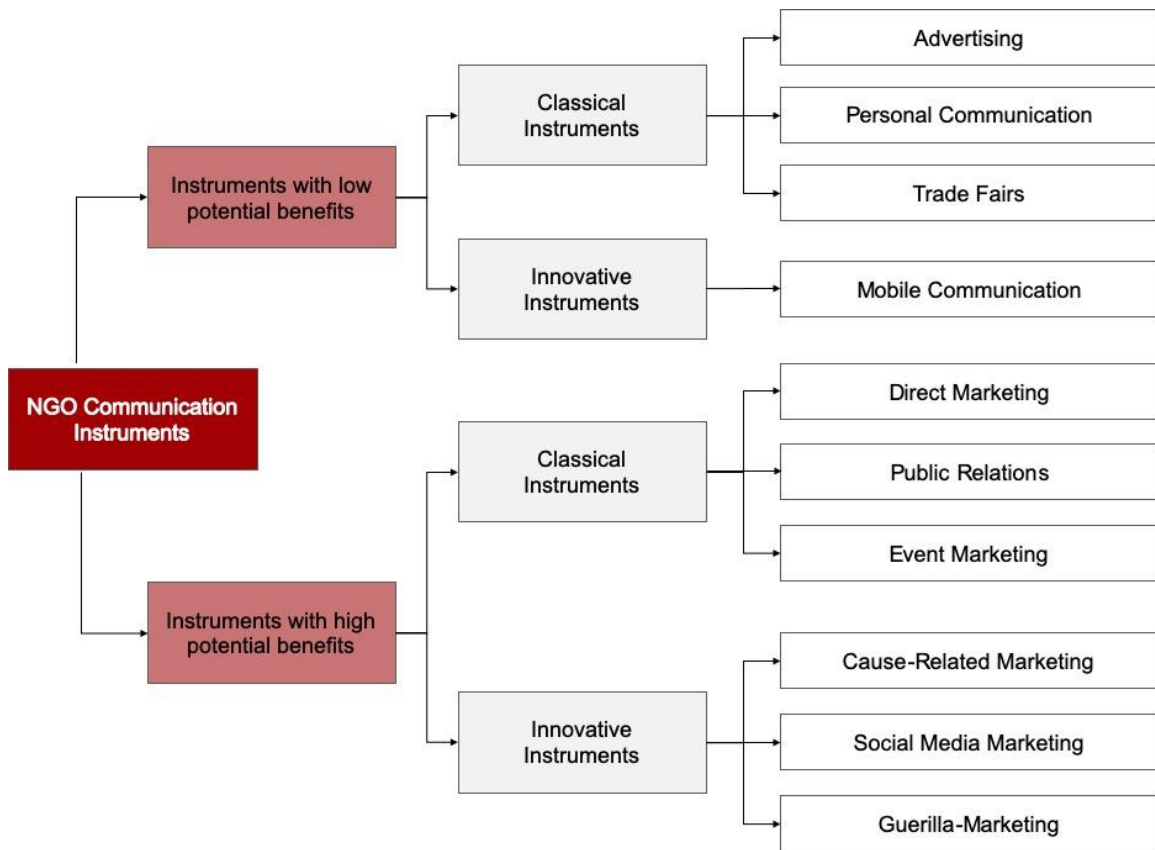 Advertising
Classical
Instruments
Personal Communication
Instruments with low
potential benefits
Trade Fairs
Innovative
Instruments
Mobile Communication
NGO Communication
Instruments
Direct Marketing
Classical
Instruments
Public Relations
Event Marketing
Instruments with high
potential benefits
Cause-Related Marketing
Innovative
Instruments
Social Media Marketing
Guerilla-Marketing